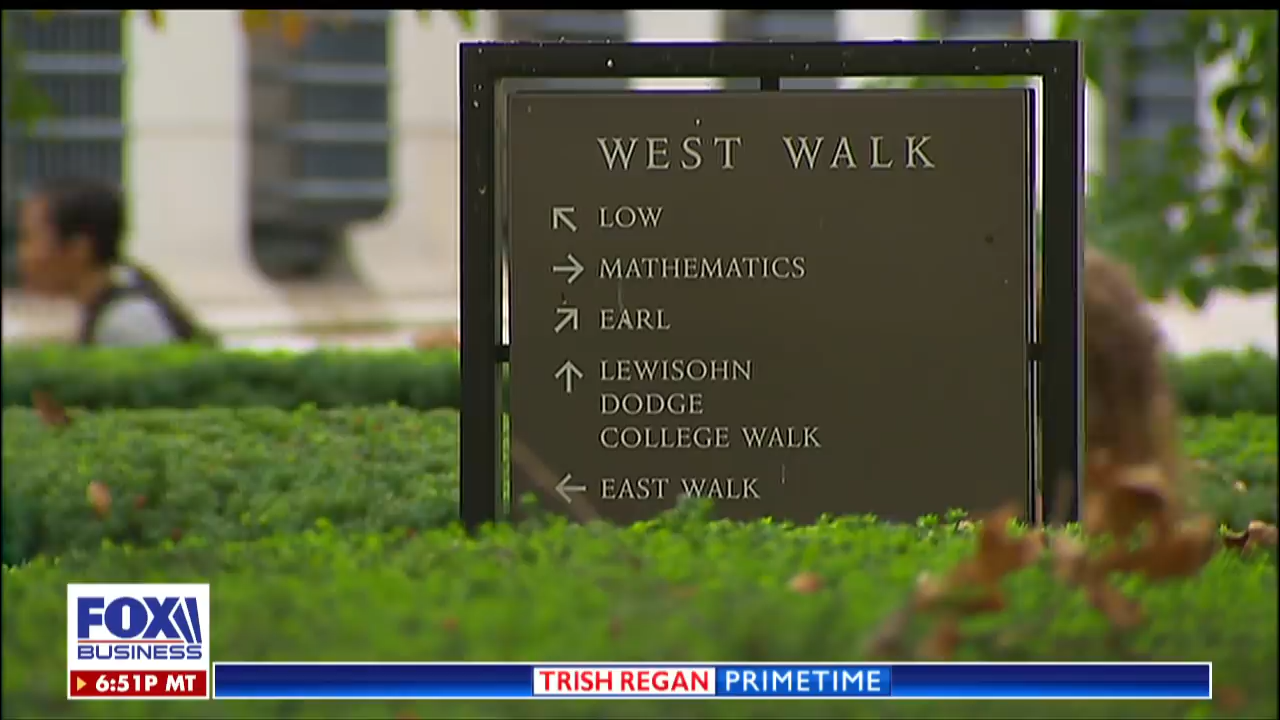 WEST WALK
LOW
MATHEMATICS
EARL
LEWISOHN
DODGE
COLLEGE WALK
EAST WALK
FOX
BUSINESS
6:51P MT
TRISH REGAN PRIMETIME